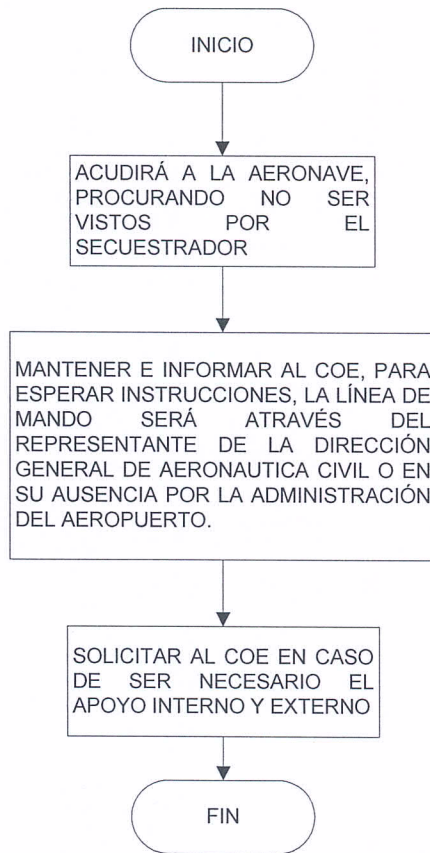 INICIO
ACUDIRÁ A LA AERONAVE,
PROCURANDO NO SER
VISTOS POR EL
SECUESTRADOR
MANTENER E INFORMAR AL COE, PARA
ESPERAR INSTRUCCIONES, LA LÍNEA DE
MANDO SERÁ ATRAVÉS DEL
REPRESENTANTE DE LA DIRECCIÓN
GENERAL DE AERONAUTICA CIVIL O EN
SU AUSENCIA POR LA ADMINISTRACIÓN
DEL AEROPUERTO.
SOLICITAR AL COE EN CASO
DE SER NECESARIO EL
APOYO INTERNO Y EXTERNO
FIN